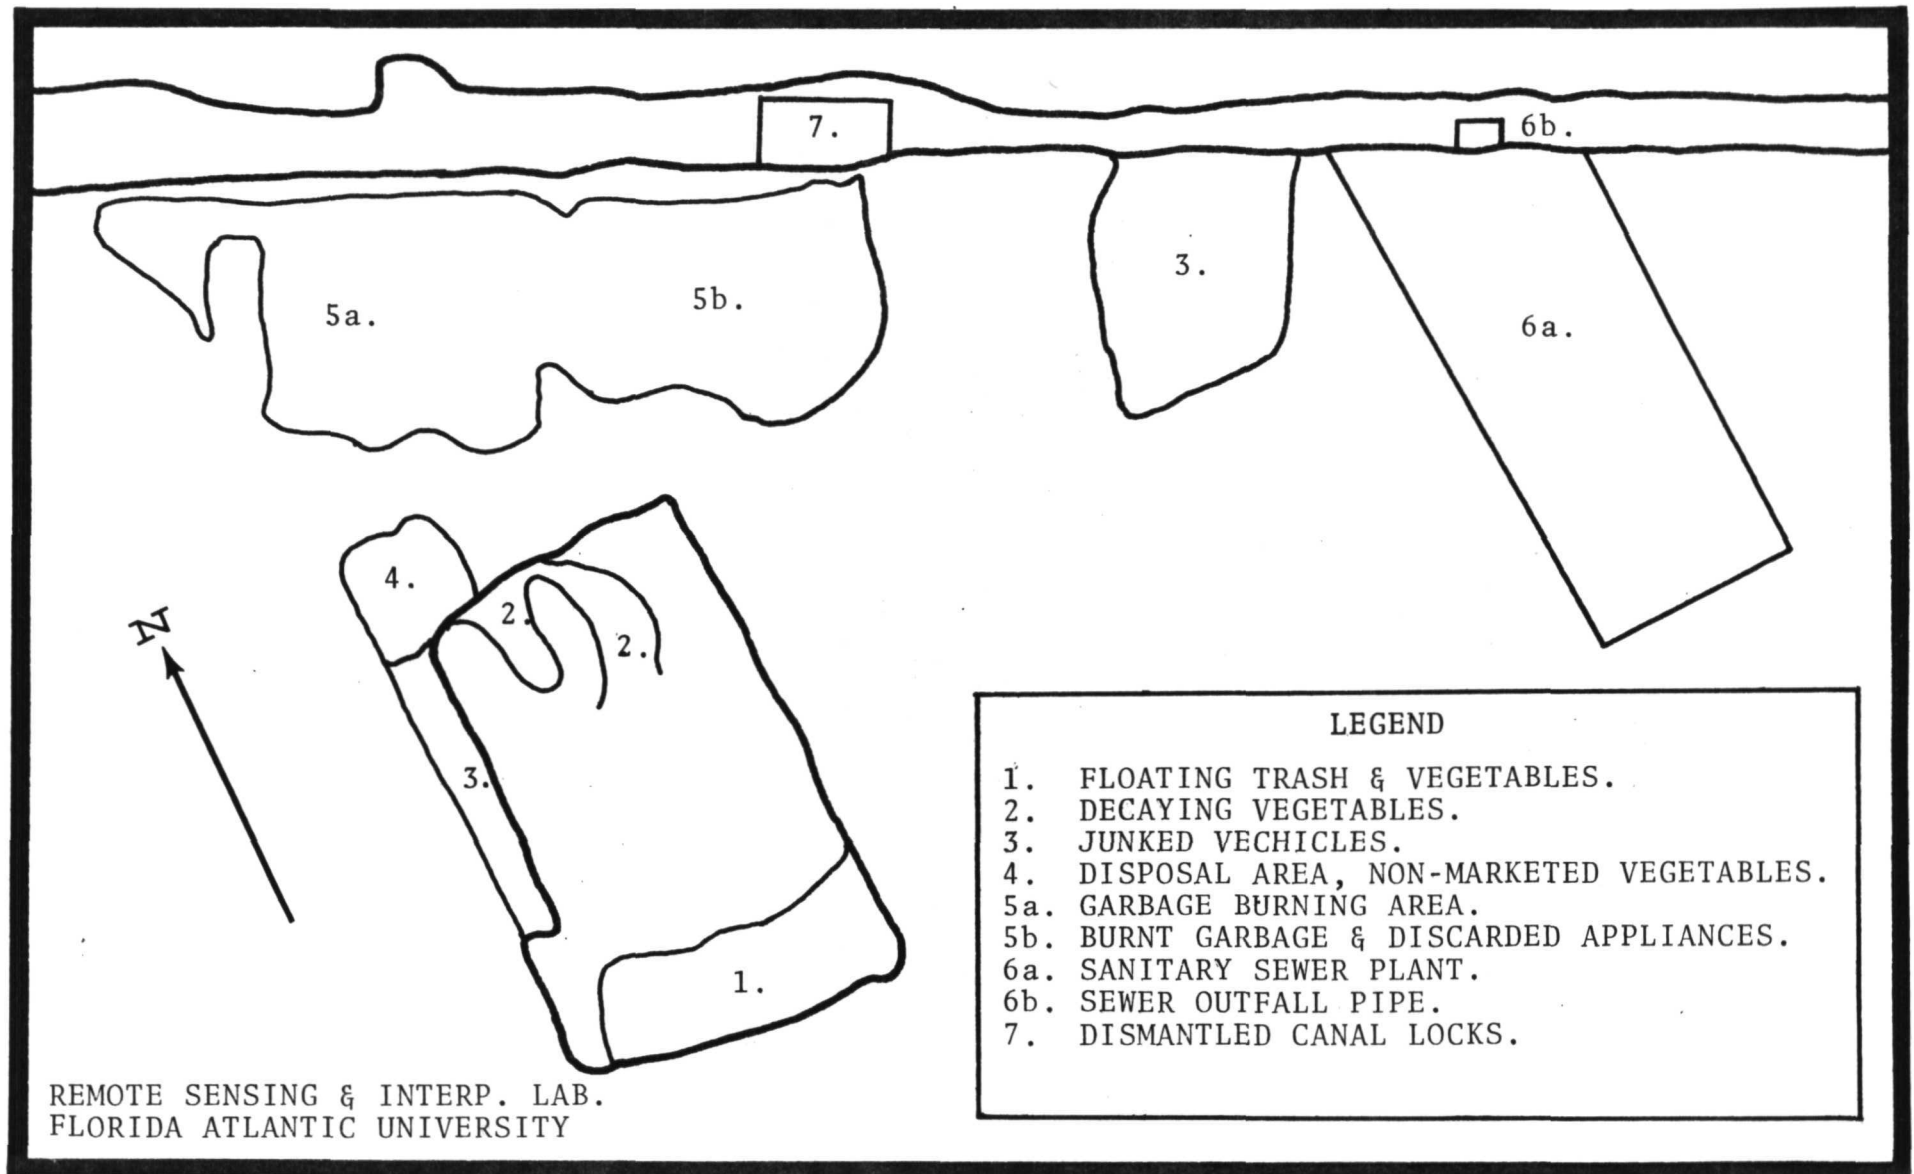 7.
6b.
3.
5b.
5a.
6a.
4.
2.
2.
N
3.
1.
LEGEND
1. FLOATING TRASH & VEGETABLES.
2. DECAYING VEGETABLES.
3. JUNKED VECHICLES.
4. DISPOSAL AREA, NON-MARKETED VEGETABLES.
5a. GARBAGE BURNING AREA.
5b. BURNT GARBAGE & DISCARDED APPLIANCES.
6a. SANITARY SEWER PLANT.
6b. SEWER OUTFALL PIPE.
7. DISMANTLED CANAL LOCKS.
REMOTE SENSING & INTERP. LAB.
FLORIDA ATLANTIC UNIVERSITY